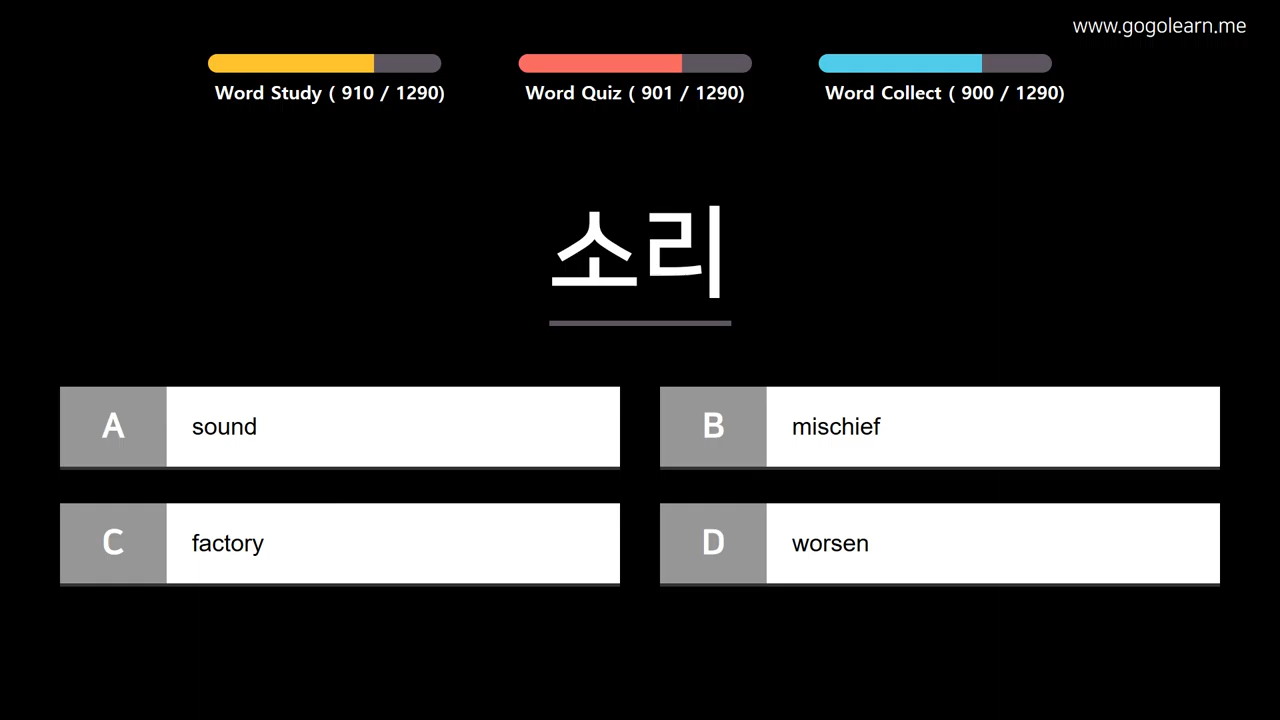 www.gogolearn.me
Word Study ( 910 / 1290)
Word Quiz ( 901 / 1290)
Word Collect ( 900 / 1290)
소리
A sound
B mischief
C factory
D worsen